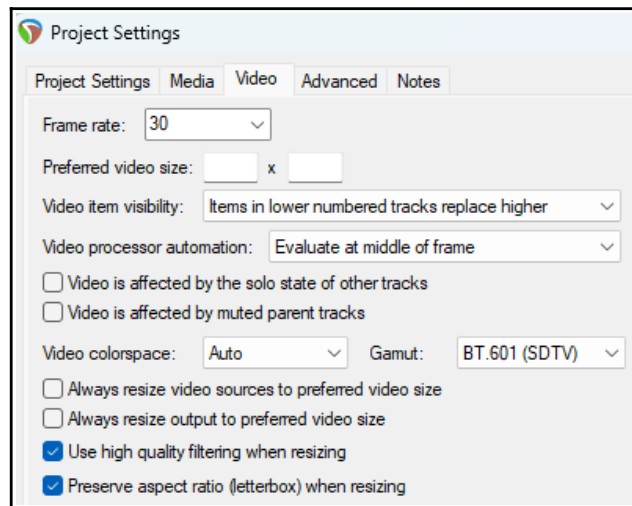 Project Settings
Project Settings Media Video Advanced Notes
Frame rate: 30
Preferred video size: x
Video item visibility: Items in lower numbered tracks replace higher
Video processor automation: Evaluate at middle of frame
Video is affected by the solo state of other tracks
Video is affected by muted parent tracks
Video colorspace: Auto Gamut: BT.601 (SDTV)
Always resize video sources to preferred video size
Always resize output to preferred video size
Use high quality filtering when resizing
Preserve aspect ratio (letterbox) when resizing